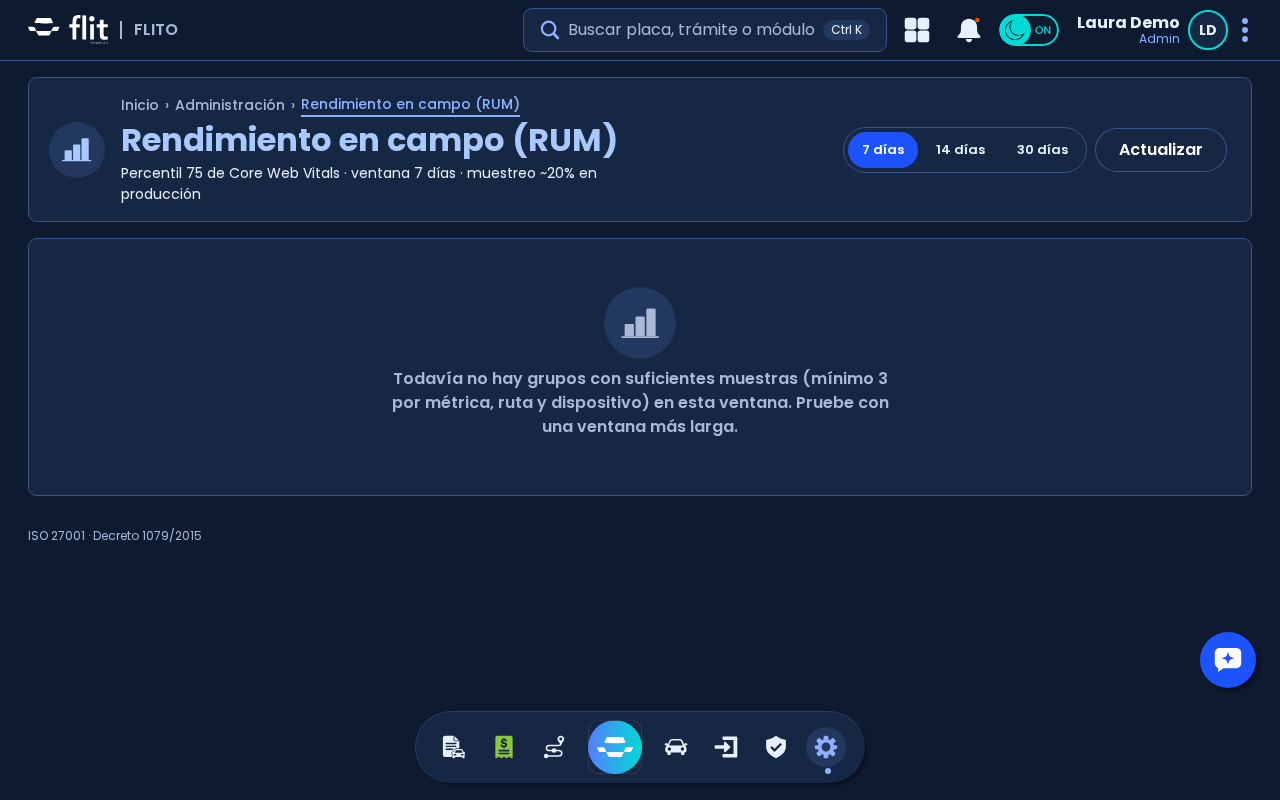 flit
FLITO
Buscar placa, trámite o módulo
Ctrl K
ON
Laura Demo
Admin
LD
Inicio › Administración › Rendimiento en campo (RUM)
Rendimiento en campo (RUM)
Percentil 75 de Core Web Vitals · ventana 7 días · muestreo ~20% en
producción
7 días
14 días
30 días
Actualizar
Todavía no hay grupos con suficientes muestras (mínimo 3
por métrica, ruta y dispositivo) en esta ventana. Pruebe con
una ventana más larga.
ISO 27001 · Decreto 1079/2015
$